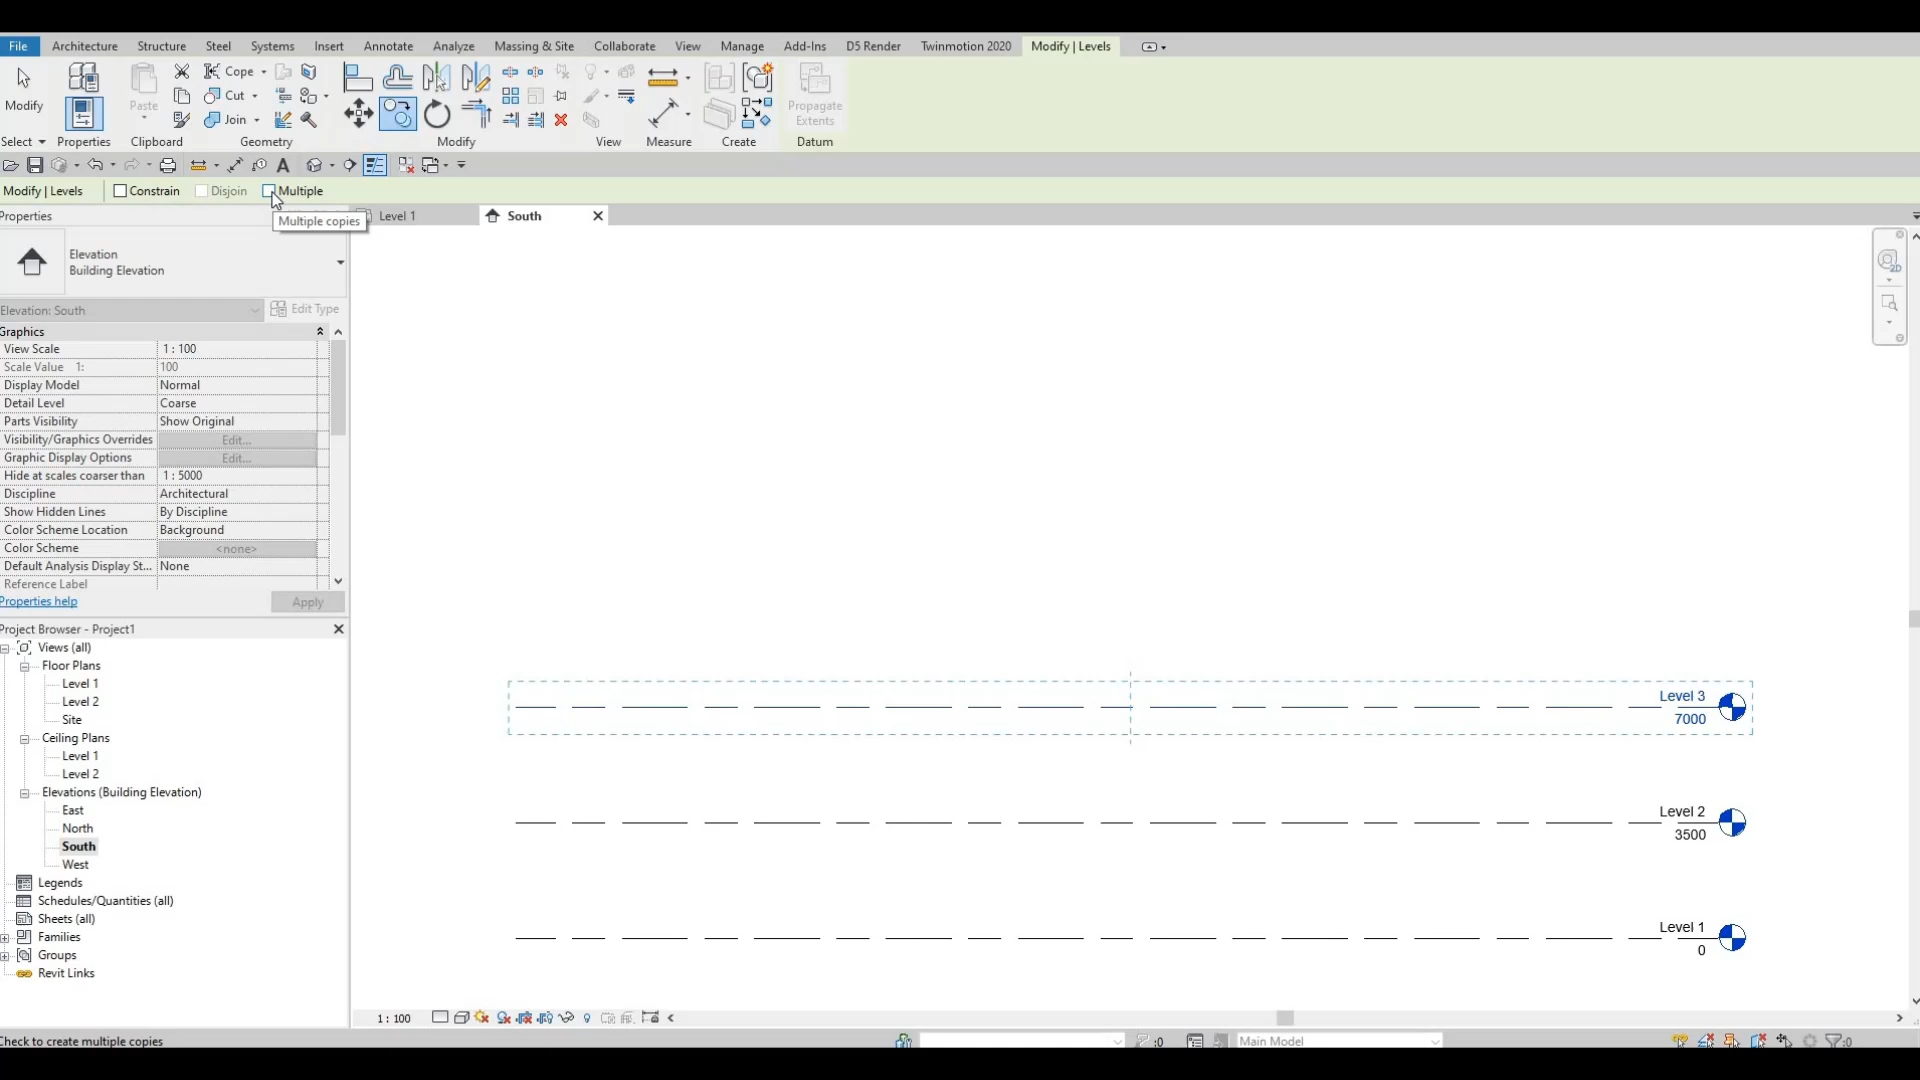 File Architecture Structure Steel Systems Insert Annotate Analyze Massing & Site Collaborate View Manage Add-Ins D5 Render Twinmotion 2020 Modify | Levels
Modify
Paste
Cope
Cut
Join
Propagate
Extents
Select Properties Clipboard Geometry Modify View Measure Create Datum
Modify | Levels Constrain Disjoin Multiple
Multiple copies
Properties
Level 1
South
Elevation
Building Elevation
Elevation: South
Edit Type
Graphics
View Scale 1 : 100
Scale Value 1: 100
Display Model Normal
Detail Level Coarse
Parts Visibility Show Original
Visibility/Graphics Overrides Edit...
Graphic Display Options Edit...
Hide at scales coarser than 1 : 5000
Discipline Architectural
Show Hidden Lines By Discipline
Color Scheme Location Background
Color Scheme <none>
Default Analysis Display St... None
Reference Label
Properties help
Apply
Project Browser - Project1
Views (all)
Floor Plans
Level 1
Level 2
Site
Ceiling Plans
Level 1
Level 2
Elevations (Building Elevation)
East
North
South
West
Legends
Schedules/Quantities (all)
Sheets (all)
Families
Groups
Revit Links
2D
Level 3
7000
Level 2
3500
Level 1
0
1 : 100
Check to create multiple copies
:0
Main Model
:0